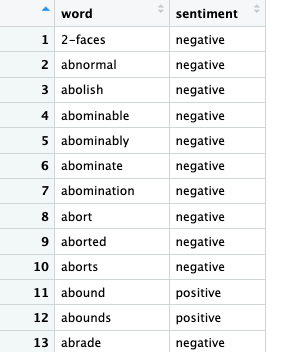 word sentiment
1 2-faces negative
2 abnormal negative
3 abolish negative
4 abominable negative
5 abominably negative
6 abominate negative
7 abomination negative
8 abort negative
9 aborted negative
10 aborts negative
11 abound positive
12 abounds positive
13 abrade negative